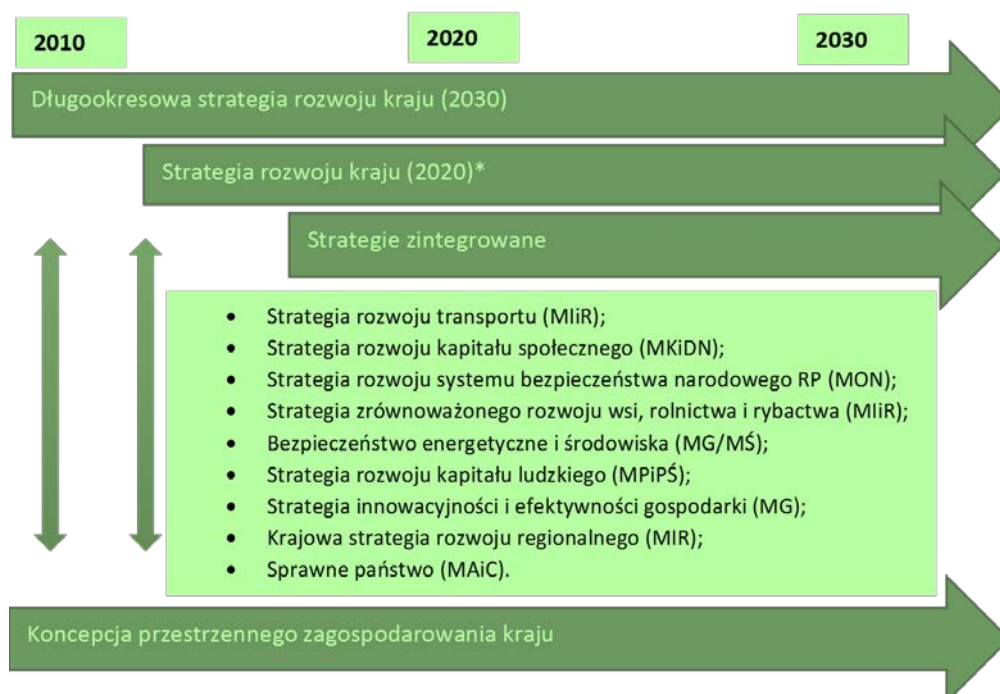 2010
2020
2030
Długookresowa strategia rozwoju kraju (2030)
Strategia rozwoju kraju (2020)*
Strategie zintegrowane
• Strategia rozwoju transportu (MIiR);
• Strategia rozwoju kapitału społecznego (MKiDN);
• Strategia rozwoju systemu bezpieczeństwa narodowego RP (MON);
• Strategia zrównoważonego rozwoju wsi, rolnictwa i rybactwa (MIiR);
• Bezpieczeństwo energetyczne i środowiska (MG/MŚ);
• Strategia rozwoju kapitału ludzkiego (MPiPŚ);
• Strategia innowacyjności i efektywności gospodarki (MG);
• Krajowa strategia rozwoju regionalnego (MIR);
• Sprawne państwo (MAiC).
Koncepcja przestrzennego zagospodarowania kraju